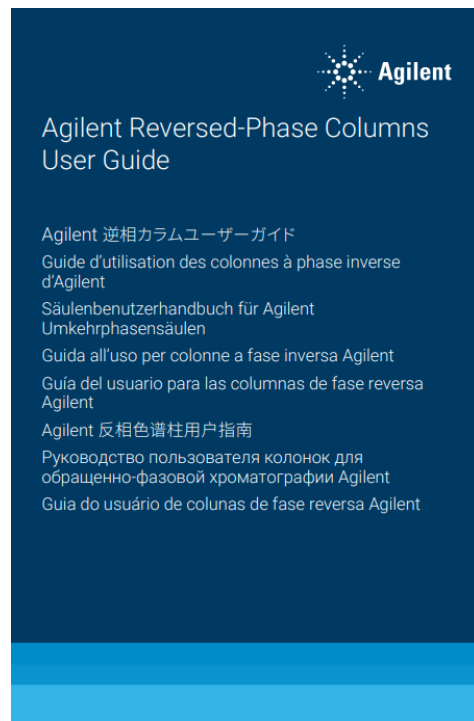 Agilent
Agilent Reversed-Phase Columns
User Guide
Agilent 逆相カラムユーザーガイド
Guide d'utilisation des colonnes à phase inverse
d'Agilent
Säulenbenutzerhandbuch für Agilent
Umkehrphasensäulen
Guida all'uso per colonne a fase inversa Agilent
Guía del usuario para las columnas de fase reversa
Agilent
Agilent 反相色谱柱用户指南
Руководство пользователя колонок для
обращенно-фазовой хроматографии Agilent
Guia do usuário de colunas de fase reversa Agilent